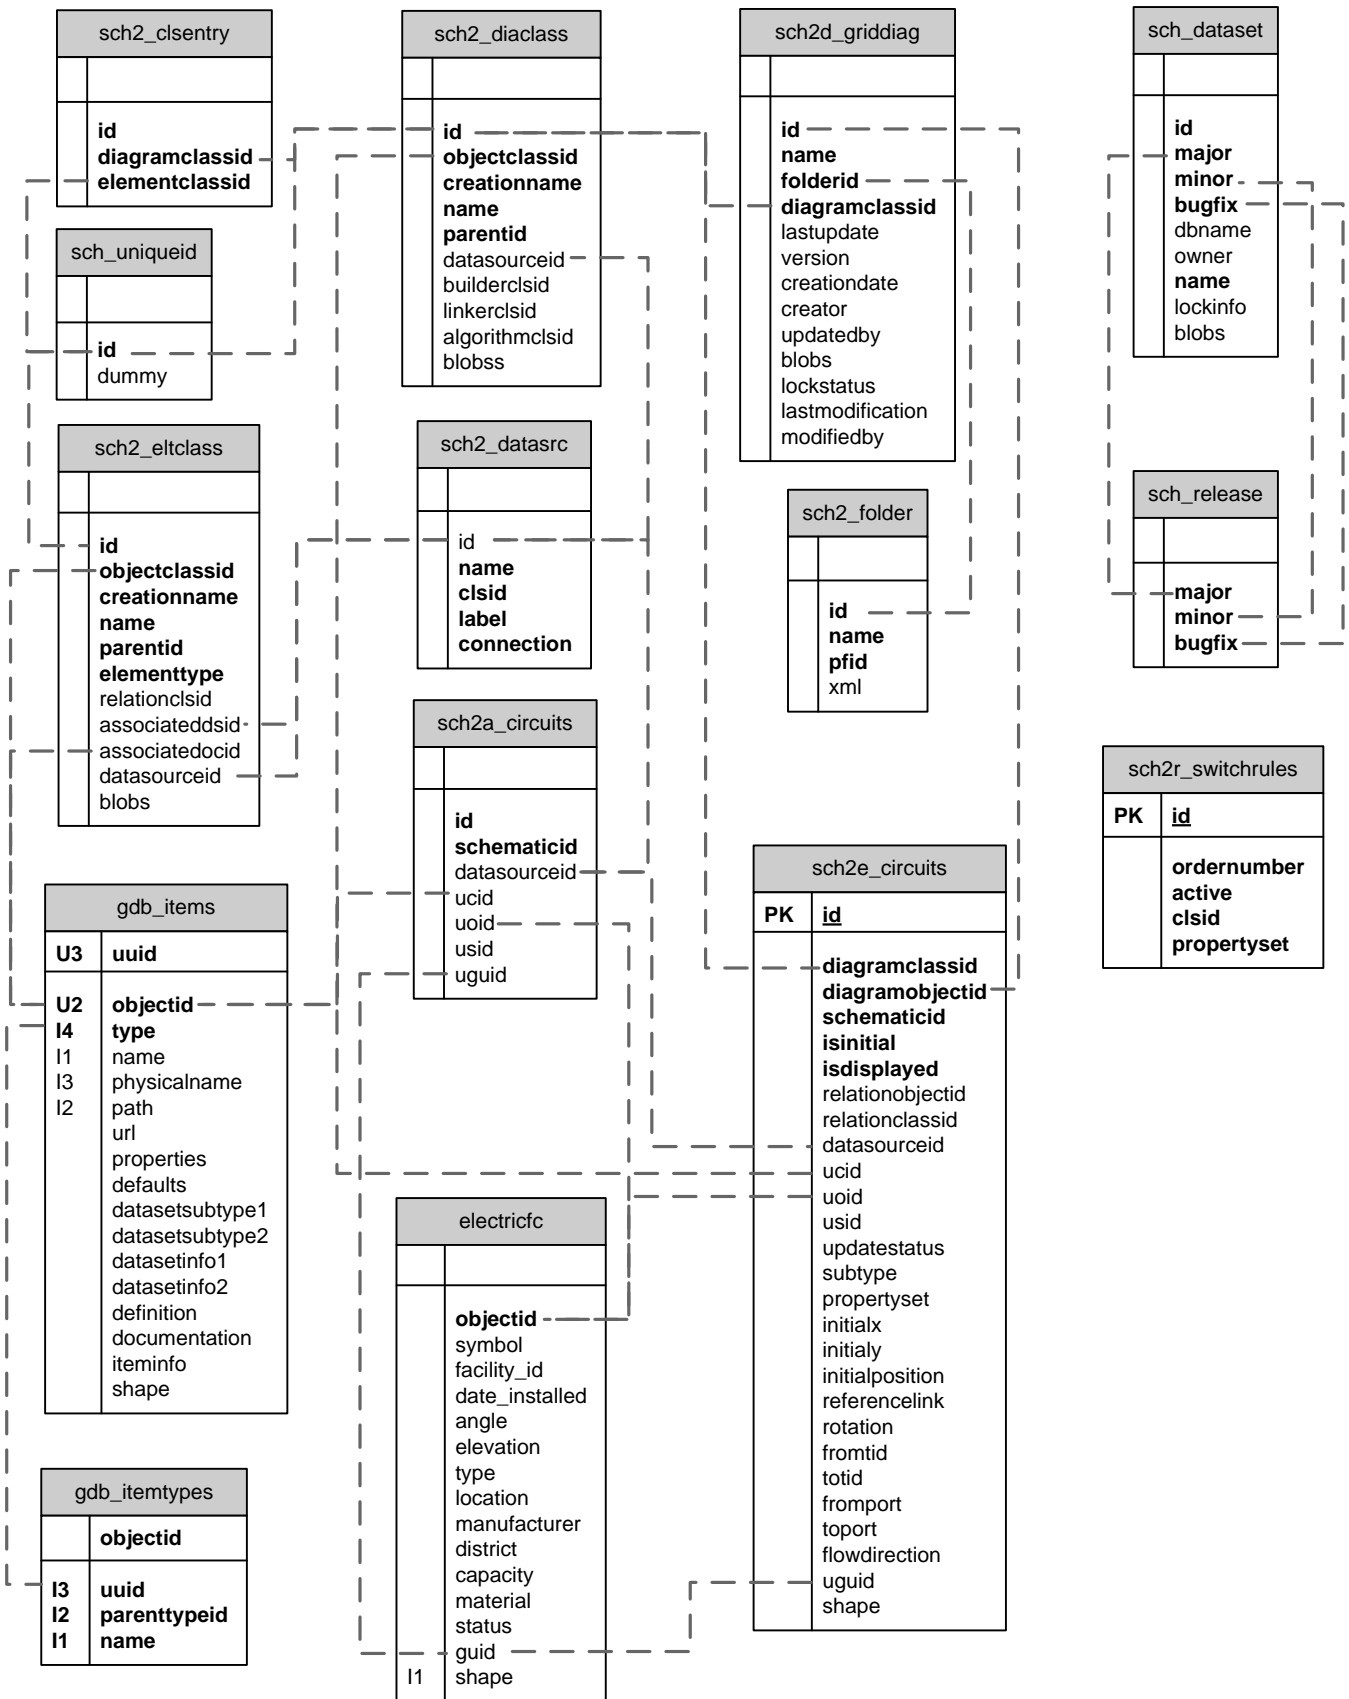 sch2_clsentry
id
diagramclassid
elementclassid
sch_uniqueid
id
dummy
sch2_eltclass
id
objectclassid
creationname
name
parentid
elementtype
relationclsid
associateddsid
associatedocid
datasourceid
blobs
gdb_items
U3 uuid
U2 objectid
I4 type
I1 name
I3 physicalname
I2 path
url
properties
defaults
datasetsubtype1
datasetsubtype2
datasetinfo1
datasetinfo2
definition
documentation
iteminfo
shape
gdb_itemtypes
objectid
I3 uuid
I2 parenttypeid
I1 name
sch2_diaclass
id
objectclassid
creationname
name
parentid
datasourceid
builderclsid
linkerclsid
algorithmclsid
blobss
sch2_datasrc
id
name
clsid
label
connection
sch2a_circuits
id
schematicid
datasourceid
ucid
uoid
usid
uguid
electricfc
objectid
symbol
facility_id
date_installed
angle
elevation
type
location
manufacturer
district
capacity
material
status
guid
I1 shape
sch2d_griddiag
id
name
folderid
diagramclassid
lastupdate
version
creationdate
creator
updatedby
blobs
lockstatus
lastmodification
modifiedby
sch2_folder
id
name
pfid
xml
sch2e_circuits
PK id
diagramclassid
diagramobjectid
schematicid
isinitial
isdisplayed
relationobjectid
relationclassid
datasourceid
ucid
uoid
usid
updatestatus
subtype
propertyset
initialx
initialy
initialposition
referencelink
rotation
fromtid
totid
fromport
toport
flowdirection
uguid
shape
sch_dataset
id
major
minor
bugfix
dbname
owner
name
lockinfo
blobs
sch_release
major
minor
bugfix
sch2r_switchrules
PK id
ordernumber
active
clsid
propertyset